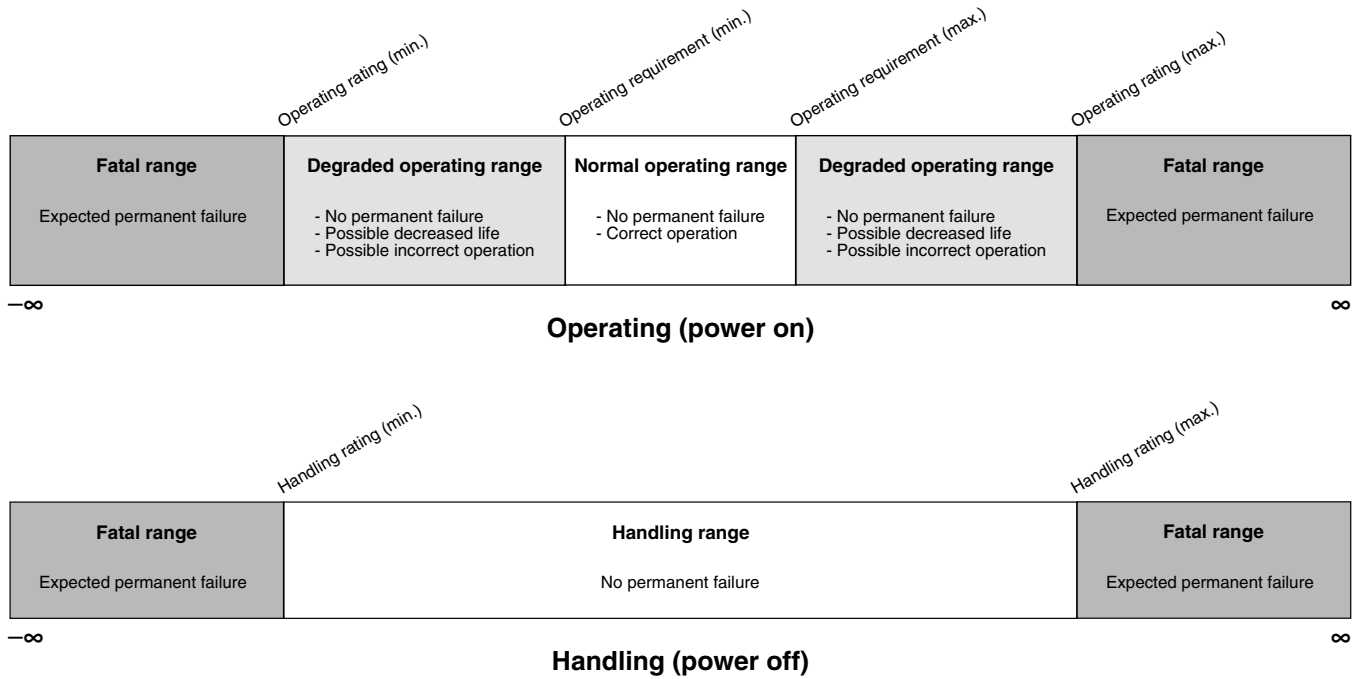 Operating rating (min.)
Operating requirement (min.)
Operating requirement (max.)
Operating rating (max.)
Fatal range
Expected permanent failure
Degraded operating range
- No permanent failure
- Possible decreased life
- Possible incorrect operation
Normal operating range
- No permanent failure
- Correct operation
Degraded operating range
- No permanent failure
- Possible decreased life
- Possible incorrect operation
Fatal range
Expected permanent failure
–∞
∞
Operating (power on)
Handling rating (min.)
Handling rating (max.)
Fatal range
Expected permanent failure
Handling range
No permanent failure
Fatal range
Expected permanent failure
–∞
∞
Handling (power off)